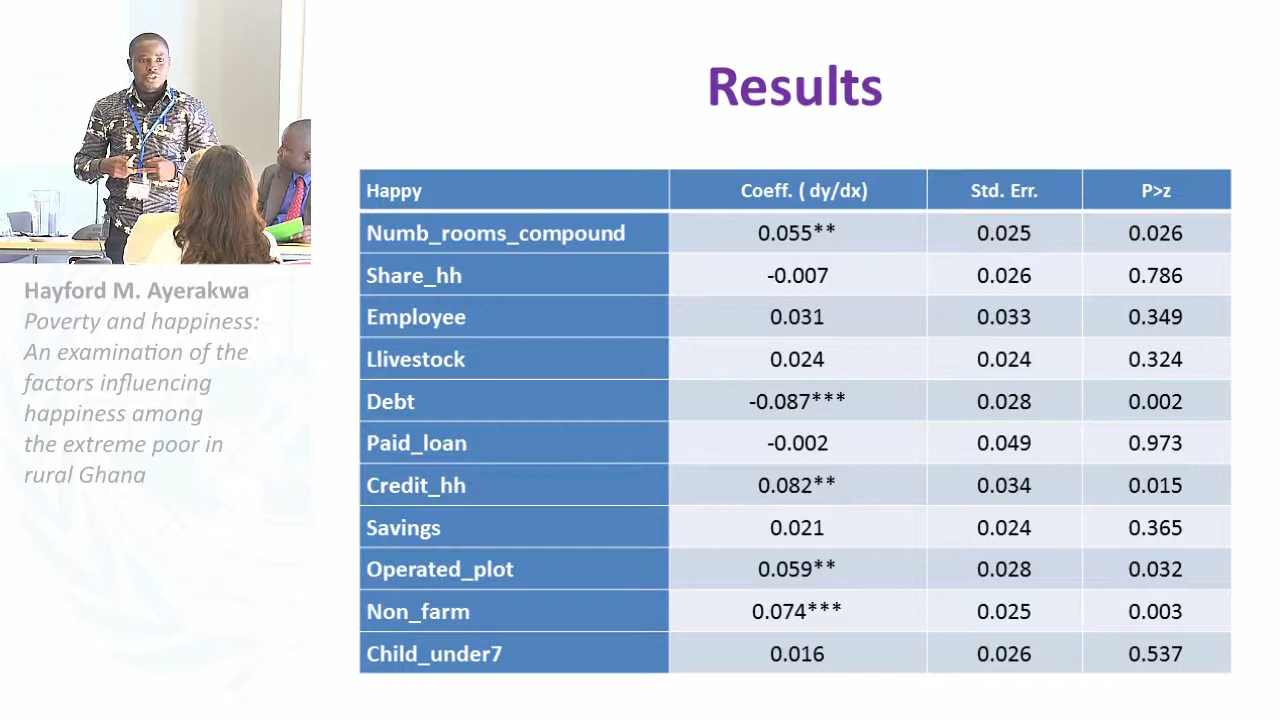 Results
Happy Coeff. ( dy/dx) Std. Err. P>z
Numb_rooms_compound 0.055** 0.025 0.026
Share_hh -0.007 0.026 0.786
Employee 0.031 0.033 0.349
Llivestock 0.024 0.024 0.324
Debt -0.087*** 0.028 0.002
Paid_loan -0.002 0.049 0.973
Credit_hh 0.082** 0.034 0.015
Savings 0.021 0.024 0.365
Operated_plot 0.059** 0.028 0.032
Non_farm 0.074*** 0.025 0.003
Child_under7 0.016 0.026 0.537
Hayford M. Ayerakwa
Poverty and happiness:
An examination of the
factors influencing
happiness among
the extreme poor in
rural Ghana